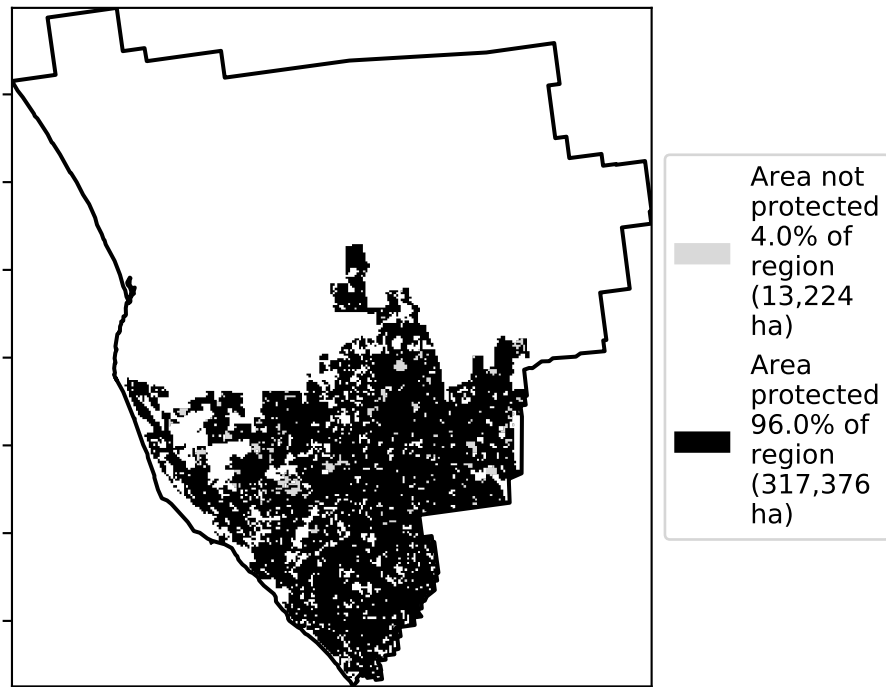 Area not
protected
4.0% of
region
(13,224
ha)
Area
protected
96.0% of
region
(317,376
ha)